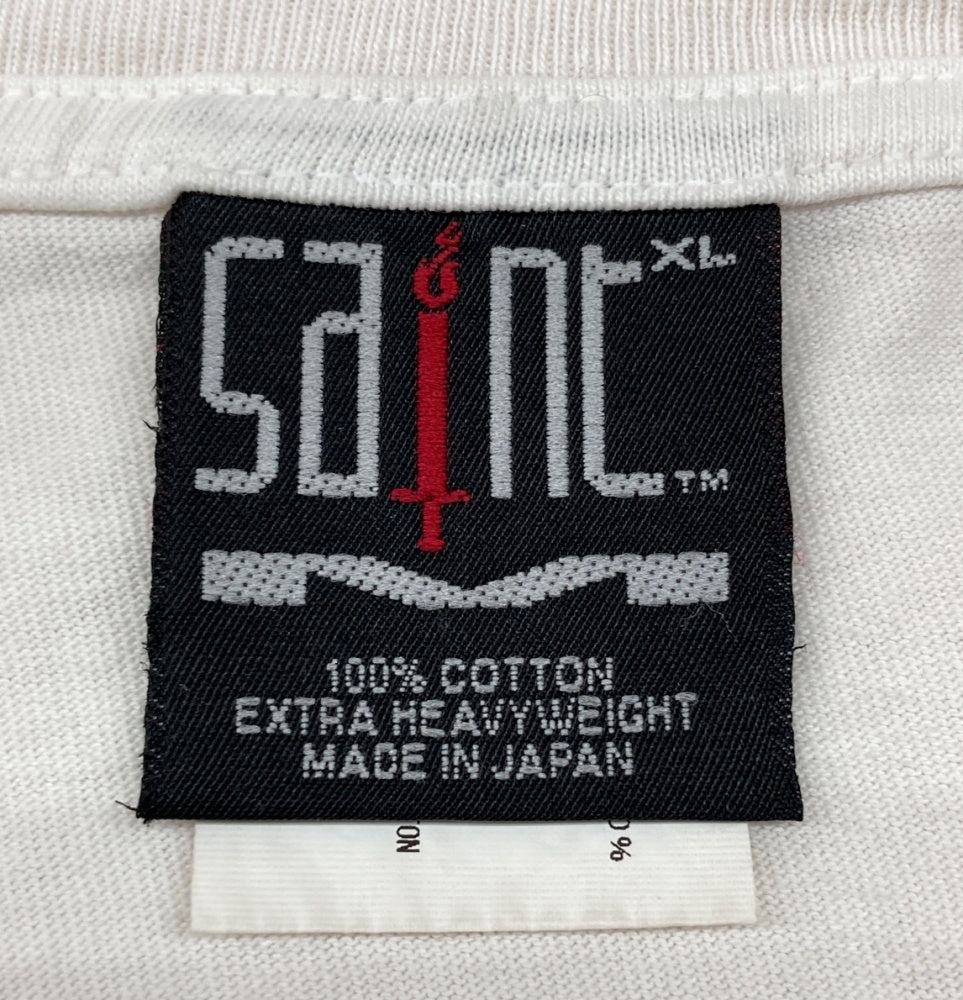 saint XL
TM
100% COTTON
EXTRA HEAVYWEIGHT
MADE IN JAPAN
%